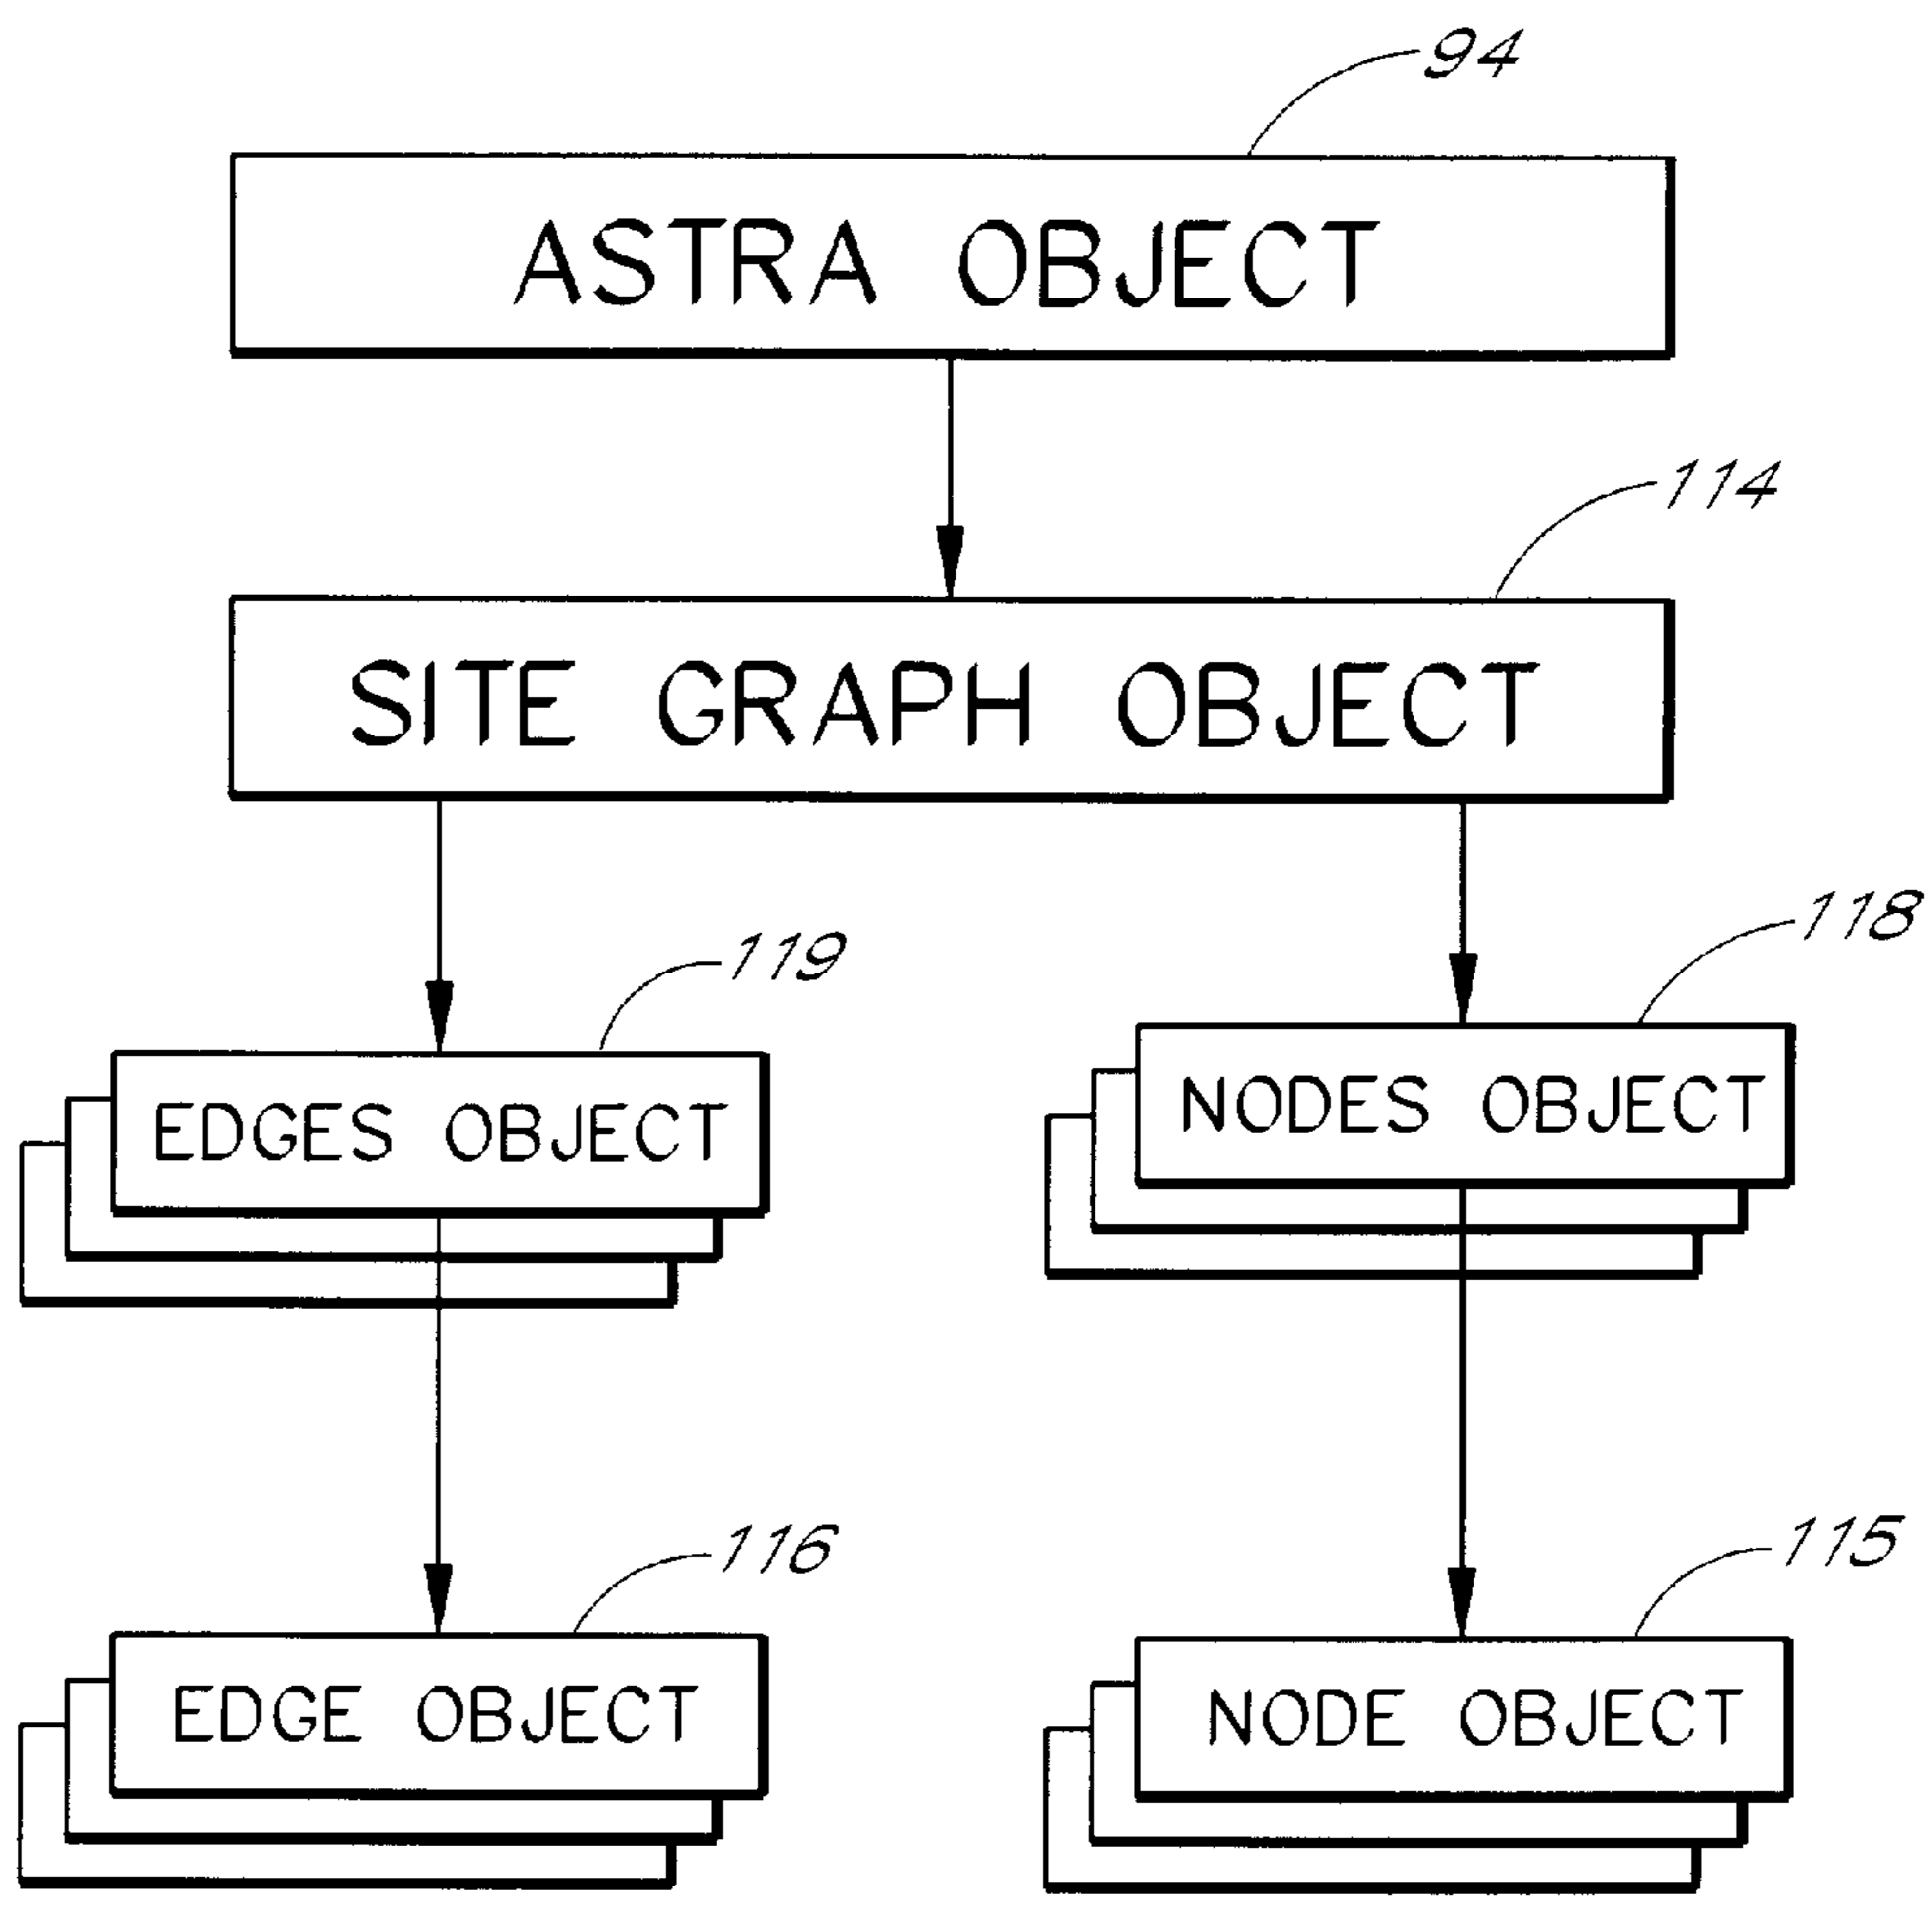 94
ASTRA OBJECT
114
SITE GRAPH OBJECT
119
118
EDGES OBJECT
NODES OBJECT
116
115
EDGE OBJECT
NODE OBJECT